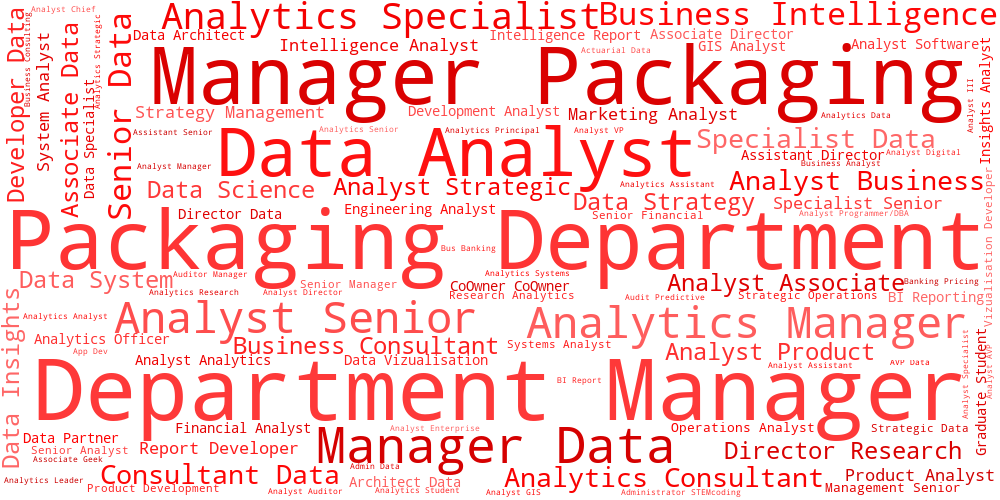 Analyst Chief
Analytics Specialist
Business Intelligence
Developer Data
Business Consulting
System Analyst
Associate Data
Data Specialist
Analytics Strategic
Senior Data
Data Architect
Intelligence Analyst
Intelligence Report
Associate Director
Actuarial Data
GIS Analyst
Analyst Software
Manager Packaging
Analyst III
Insights Analyst
Strategy Management
Development Analyst
Marketing Analyst
Analytics Data
Assistant Senior
Analytics Senior
Analytics Principal
Analyst VP
Data Analyst
Specialist Data
Assistant Director
Analyst Digital
Analyst Manager
Business Analyst
Data Science
Analyst Strategic
Analytics Assistant
Analyst Business
Data Strategy
Specialist Senior
Director Data
Engineering Analyst
Senior Financial
Analyst Programmer/DBA
Vizualisation Developer
Packaging
Department
Bus Banking
Data System
Auditor Manager
Analytics Systems
Senior Manager
CoOwner CoOwner
Analyst Associate
Banking Pricing
Analytics Research
Analyst Director
Research Analytics
Audit Predictive
Strategic Operations
BI Reporting
Data Insights
Analytics Analyst
Analyst Senior
Analytics Manager
Analytics Officer
Business Consultant
Systems Analyst
Analyst Product
App Dev
Analyst Analytics
Data Vizualisation
Analyst Assistant
AVP Data
Analyst Specialist
Graduate Student
Analyst AVP
BI Report
Department Manager
Financial Analyst
Analyst Enterprise
Operations Analyst
Strategic Data
Data Partner
Manager Data
Senior Analyst
Report Developer
Director Research
Associate Geek
Admin Data
Consultant Data
Analytics Consultant
Product Analyst
Analytics Leader
Architect Data
Product Development
Analyst Auditor
Analytics Student
Analyst GIS
Administrator STEMcoding
Management Senior